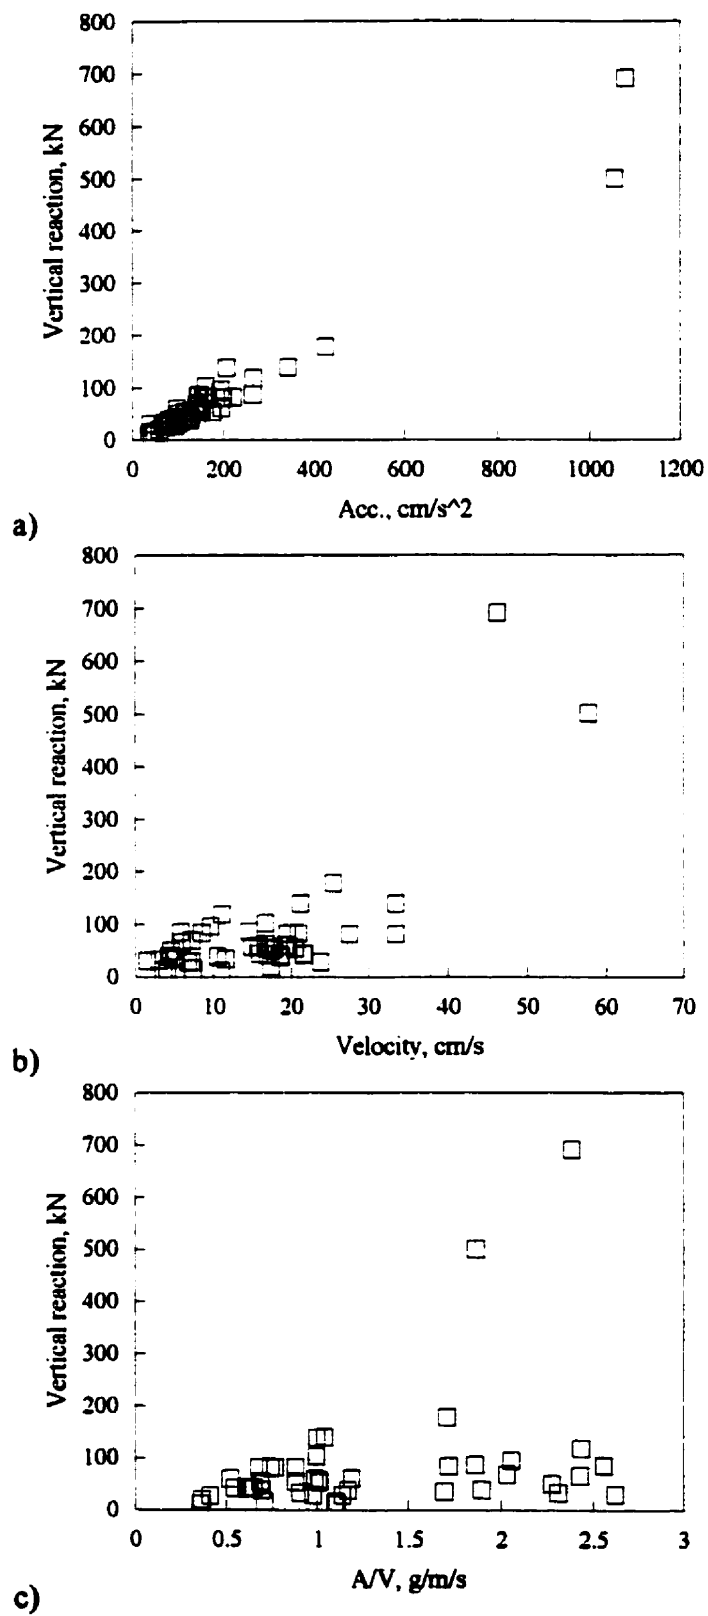 800
700
600
500
400
300
200
100
0
Vertical reaction, kN
0 200 400 600 800 1000 1200
Acc., cm/s^2
a)
800
700
600
500
400
300
200
100
0
Vertical reaction, kN
0 10 20 30 40 50 60 70
Velocity, cm/s
b)
800
700
600
500
400
300
200
100
0
Vertical reaction, kN
0 0.5 1 1.5 2 2.5 3
A/V, g/m/s
c)